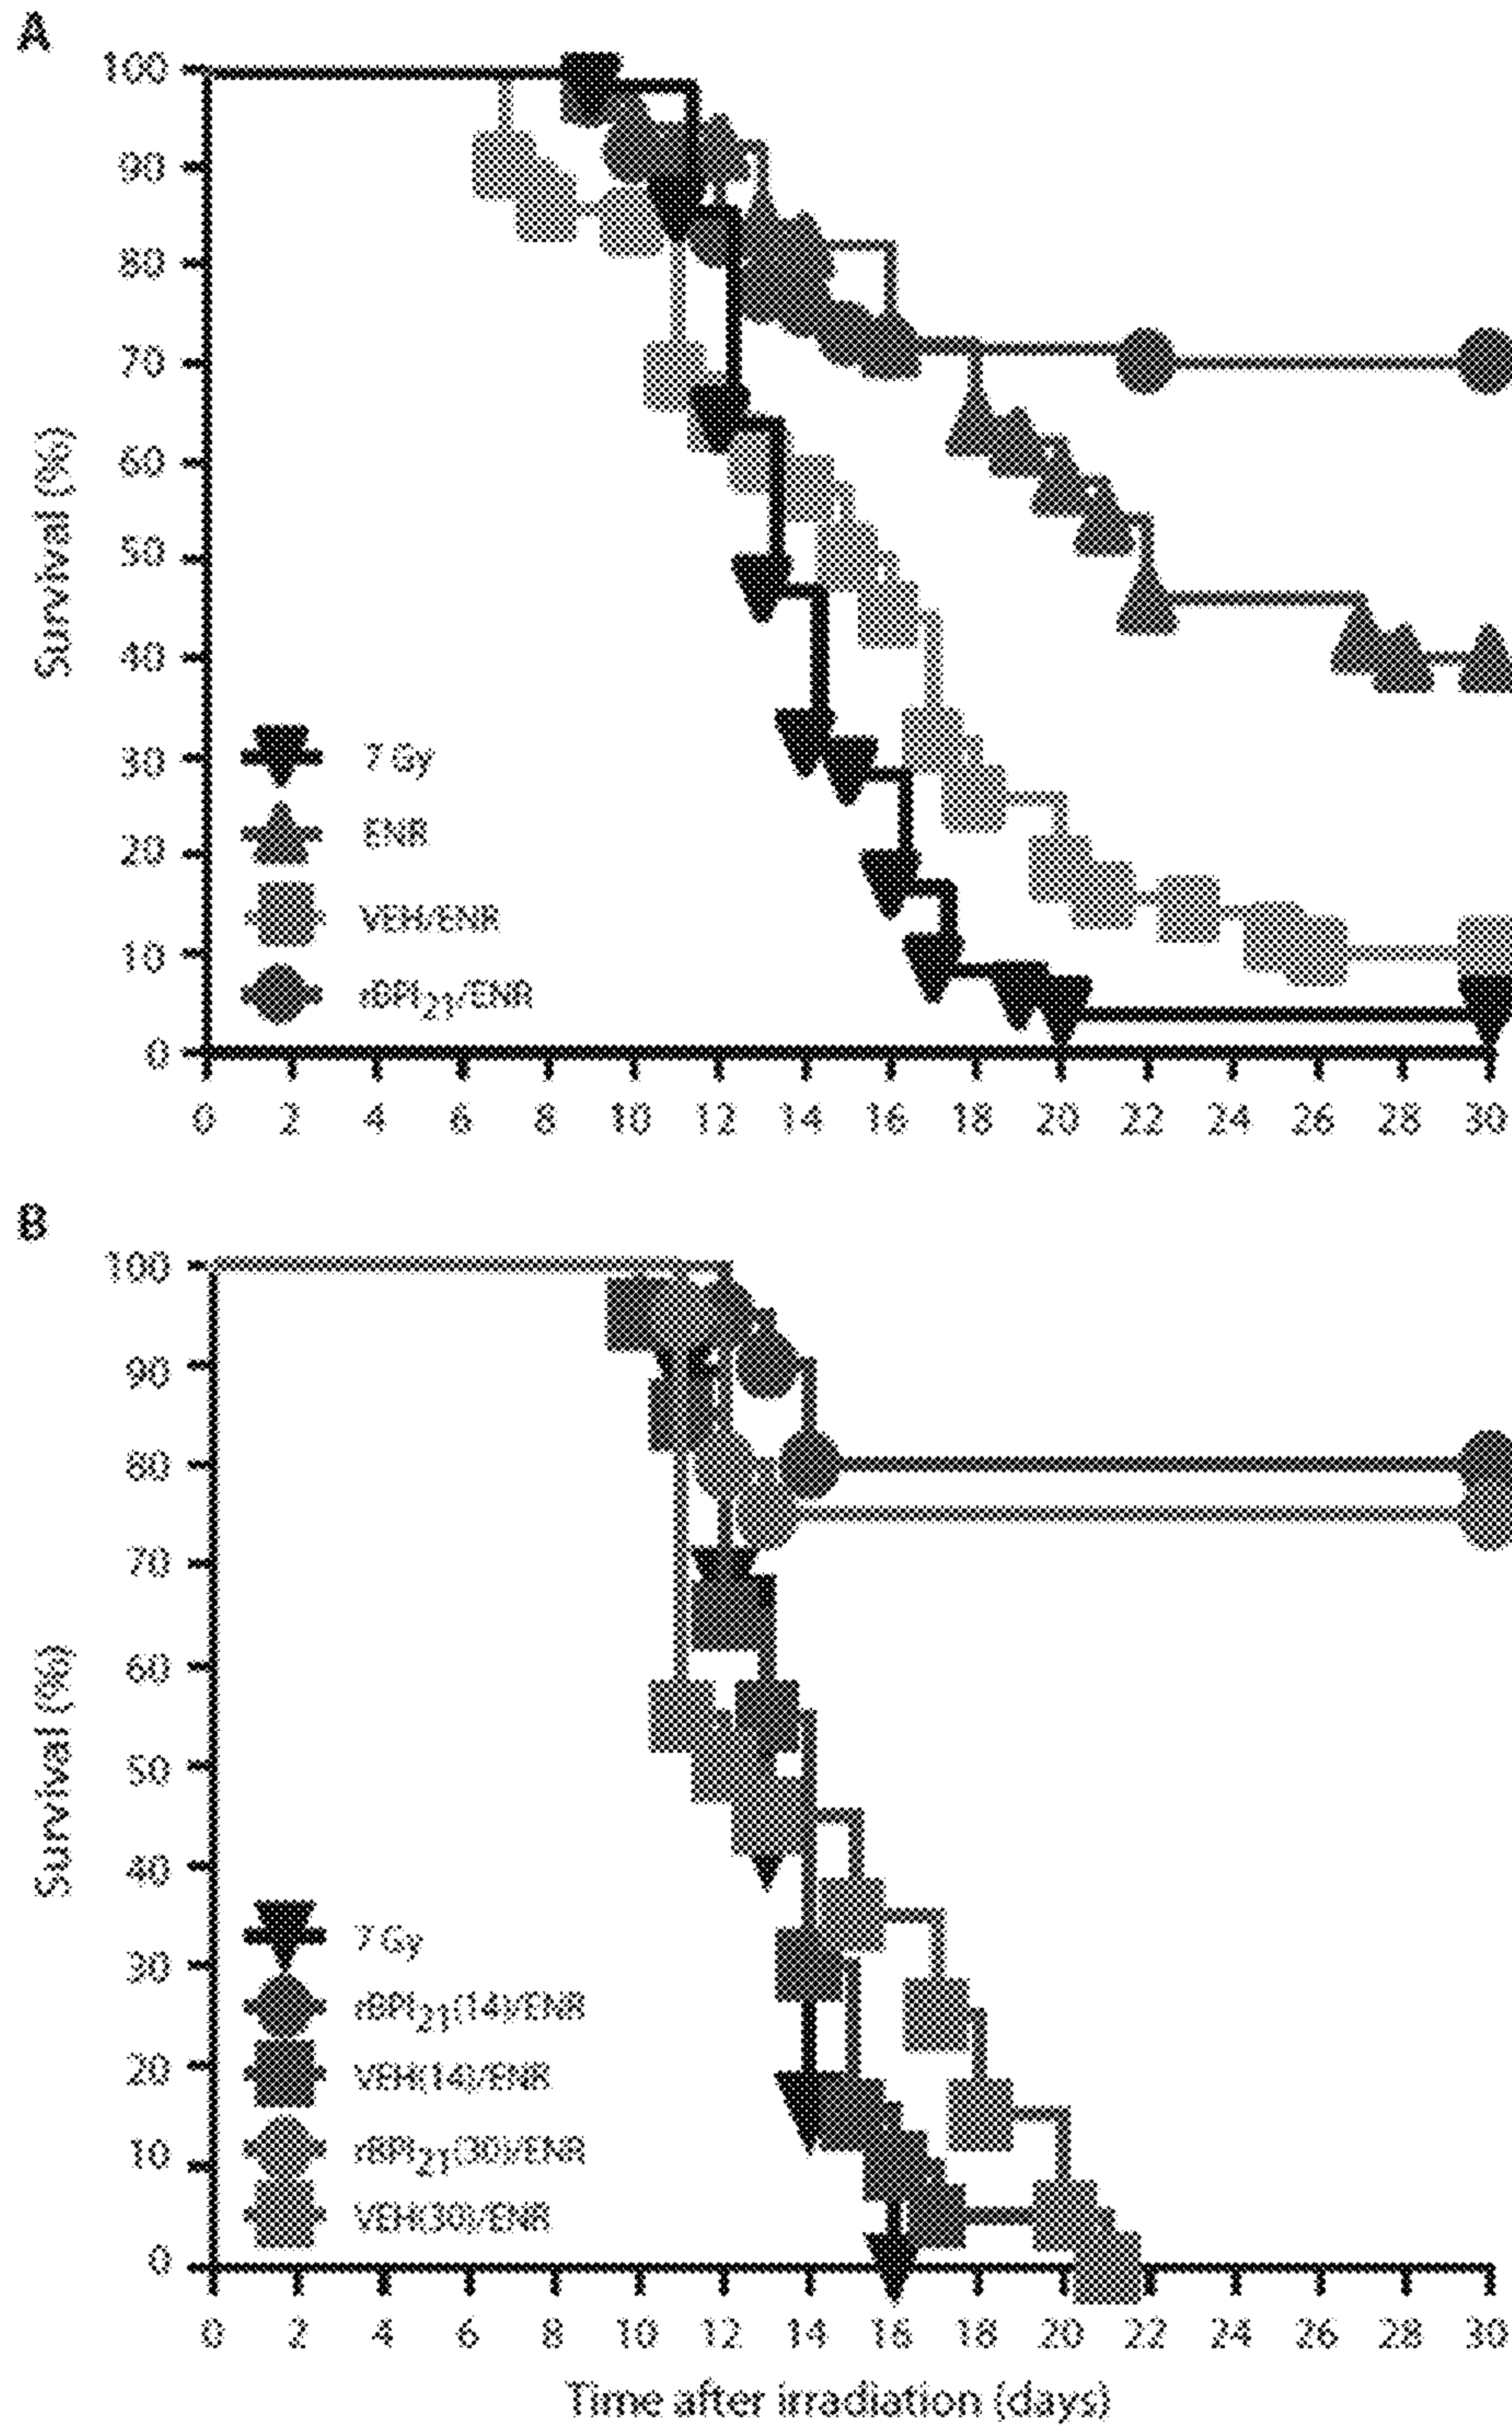 A
100
90
80
70
60
50
40
30
20
10
0
Survival (%)
7 Gy
ENR
VEH/ENR
rBPI21/ENR
0 2 4 6 8 10 12 14 16 18 20 22 24 26 28 30
B
100
90
80
70
60
50
40
30
20
10
0
Survival (%)
7 Gy
rBPI21(14)/ENR
VEH(14)/ENR
rBPI21(30)/ENR
VEH(30)/ENR
0 2 4 6 8 10 12 14 16 18 20 22 24 26 28 30
Time after irradiation (days)